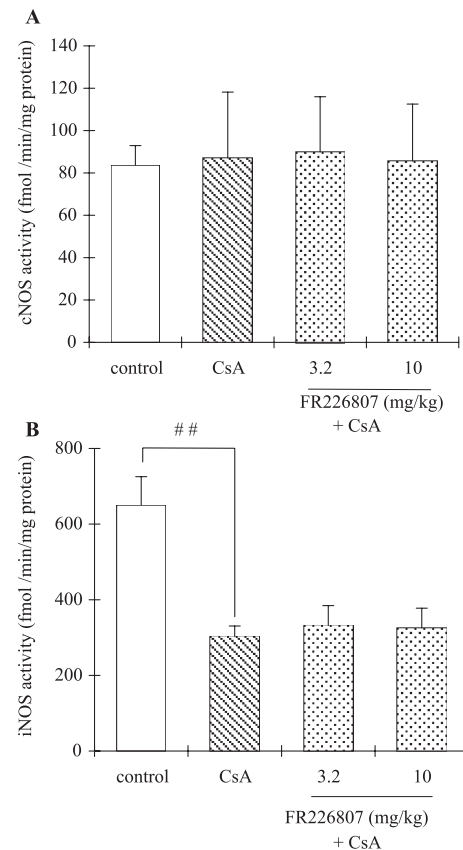 A
cNOS activity (fmol /min/mg protein)
140
120
100
80
60
40
20
0
control CsA 3.2 10
FR226807 (mg/kg)
+ CsA
B
iNOS activity (fmol /min/mg protein)
# #
800
600
400
200
0
control CsA 3.2 10
FR226807 (mg/kg)
+ CsA